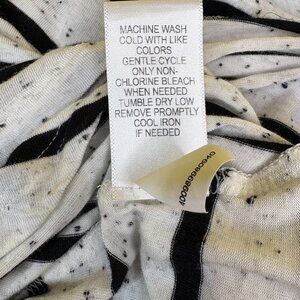 MACHINE WASH
COLD WITH LIKE
COLORS
GENTLE CYCLE
ONLY NON-
CHLORINE BLEACH
WHEN NEEDED
TUMBLE DRY LOW
REMOVE PROMPTLY
COOL IRON
IF NEEDED